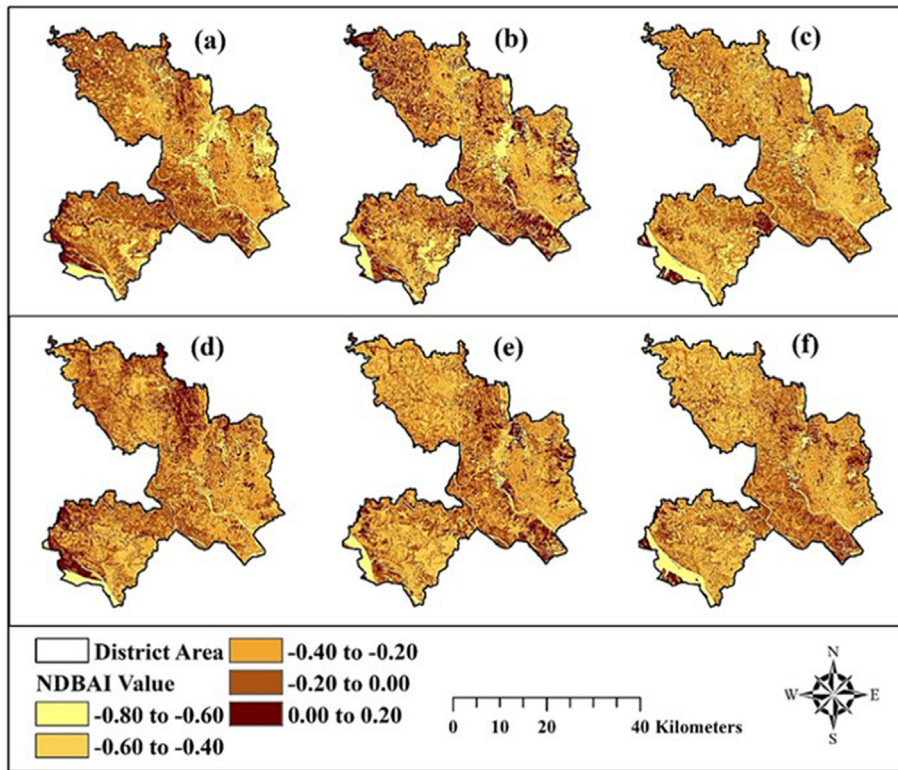 (a) (b) (c)
(d) (e) (f)
District Area
NDBAI Value
-0.80 to -0.60
-0.60 to -0.40
-0.40 to -0.20
-0.20 to 0.00
0.00 to 0.20
0 10 20 40 Kilometers
N
W E
S